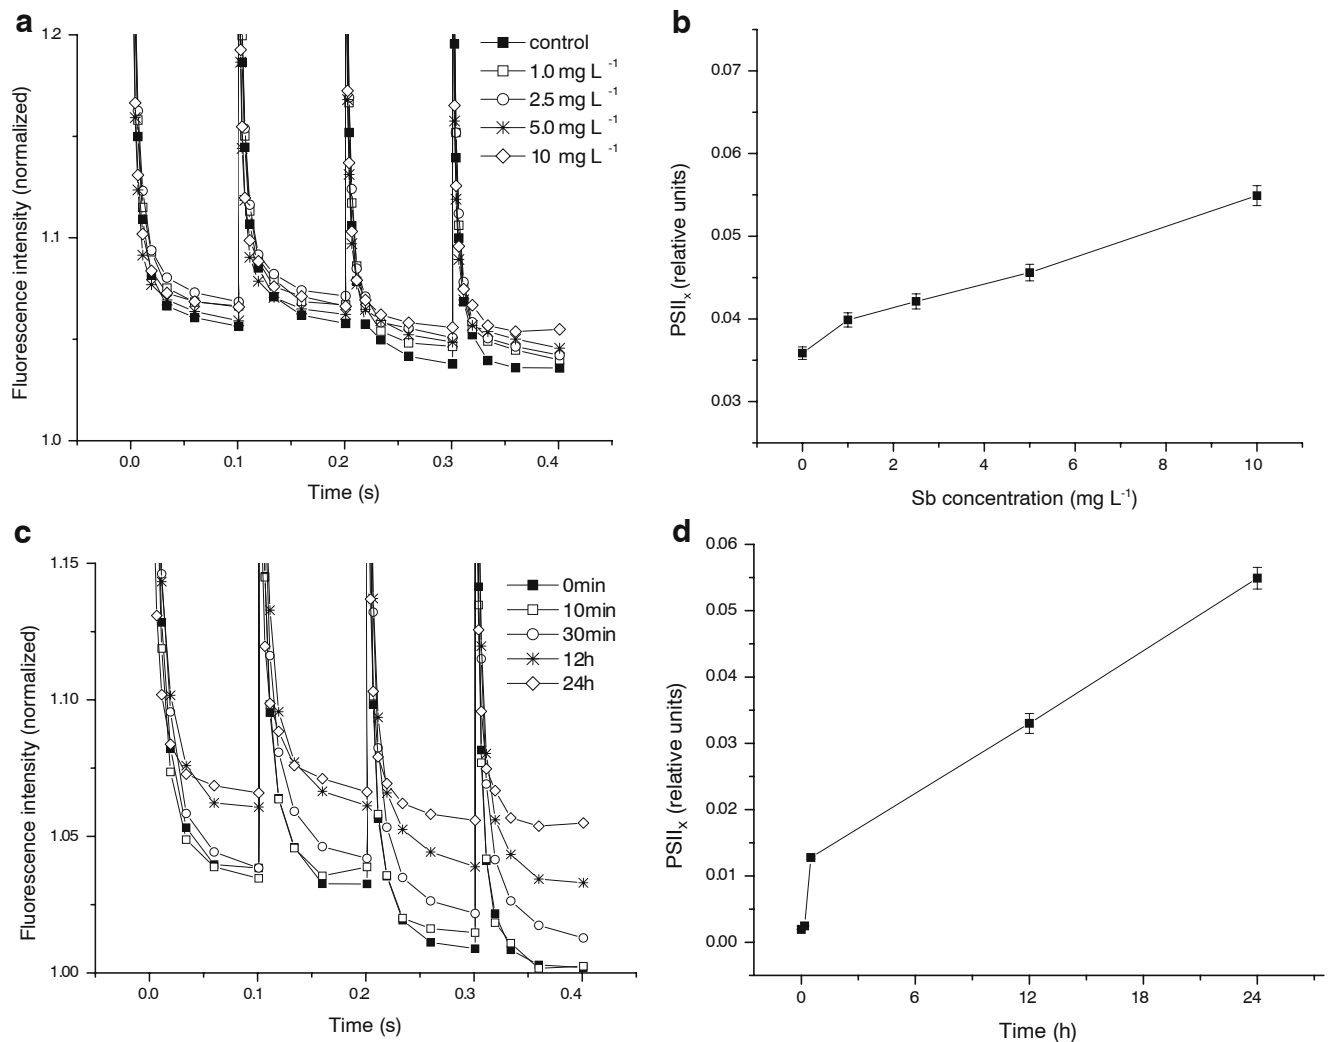 a
1.2
1.1
1.0
Fluorescence intensity (normalized)
0.0 0.1 0.2 0.3 0.4
Time (s)
control
1.0 mg L⁻¹
2.5 mg L⁻¹
5.0 mg L⁻¹
10 mg L⁻¹
b
0.07
0.06
0.05
0.04
0.03
PSIIₓ (relative units)
0 2 4 6 8 10
Sb concentration (mg L⁻¹)
c
1.15
1.10
1.05
1.00
Fluorescence intensity (normalized)
0.0 0.1 0.2 0.3 0.4
Time (s)
0min
10min
30min
12h
24h
d
0.06
0.05
0.04
0.03
0.02
0.01
0.00
PSII_X (relative units)
0 6 12 18 24
Time (h)